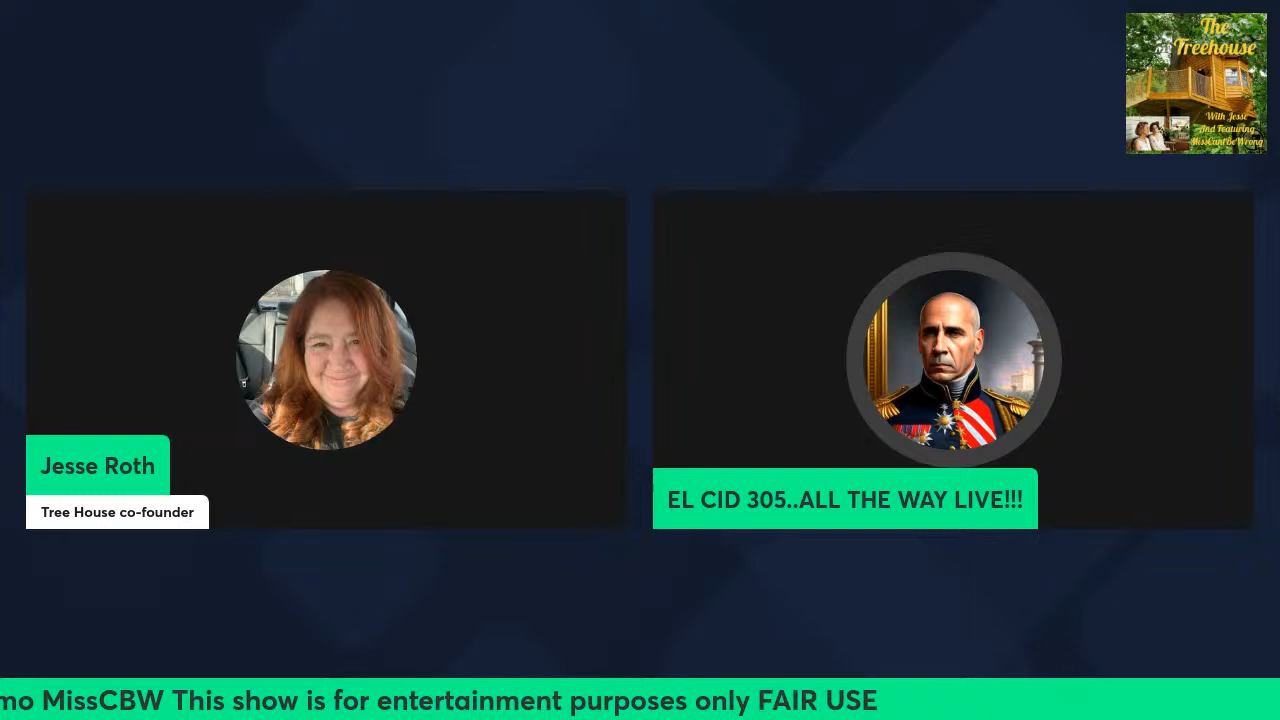 The
Treehouse
With Jesse
And Featuring
MissCantBeWrong
Jesse Roth
Tree House co-founder
EL CID 305..ALL THE WAY LIVE!!!
mo MissCBW This show is for entertainment purposes only FAIR USE